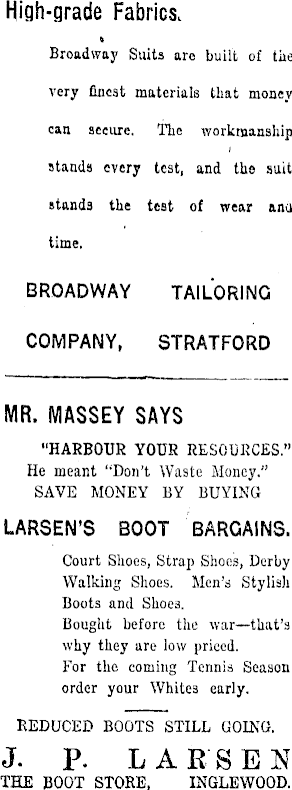 High-grade Fabrics.
Broadway Suits are built of the
very finest materials that money
can secure. The workmanship
stands every test, and the suit
stands the test of wear and
time.
BROADWAY TAILORING
COMPANY, STRATFORD
MR. MASSEY SAYS
"HARBOUR YOUR RESOURCES."
He meant "Don't Waste Money."
SAVE MONEY BY BUYING
LARSEN'S BOOT BARGAINS.
Court Shoes, Strap Shoes, Derby
Walking Shoes. Men's Stylish
Boots and Shoes.
Bought before the war—that's
why they are low priced.
For the coming Tennis Season
order your Whites early.
REDUCED BOOTS STILL GOING.
J. P. LARSEN
THE BOOT STORE, INGLEWOOD.